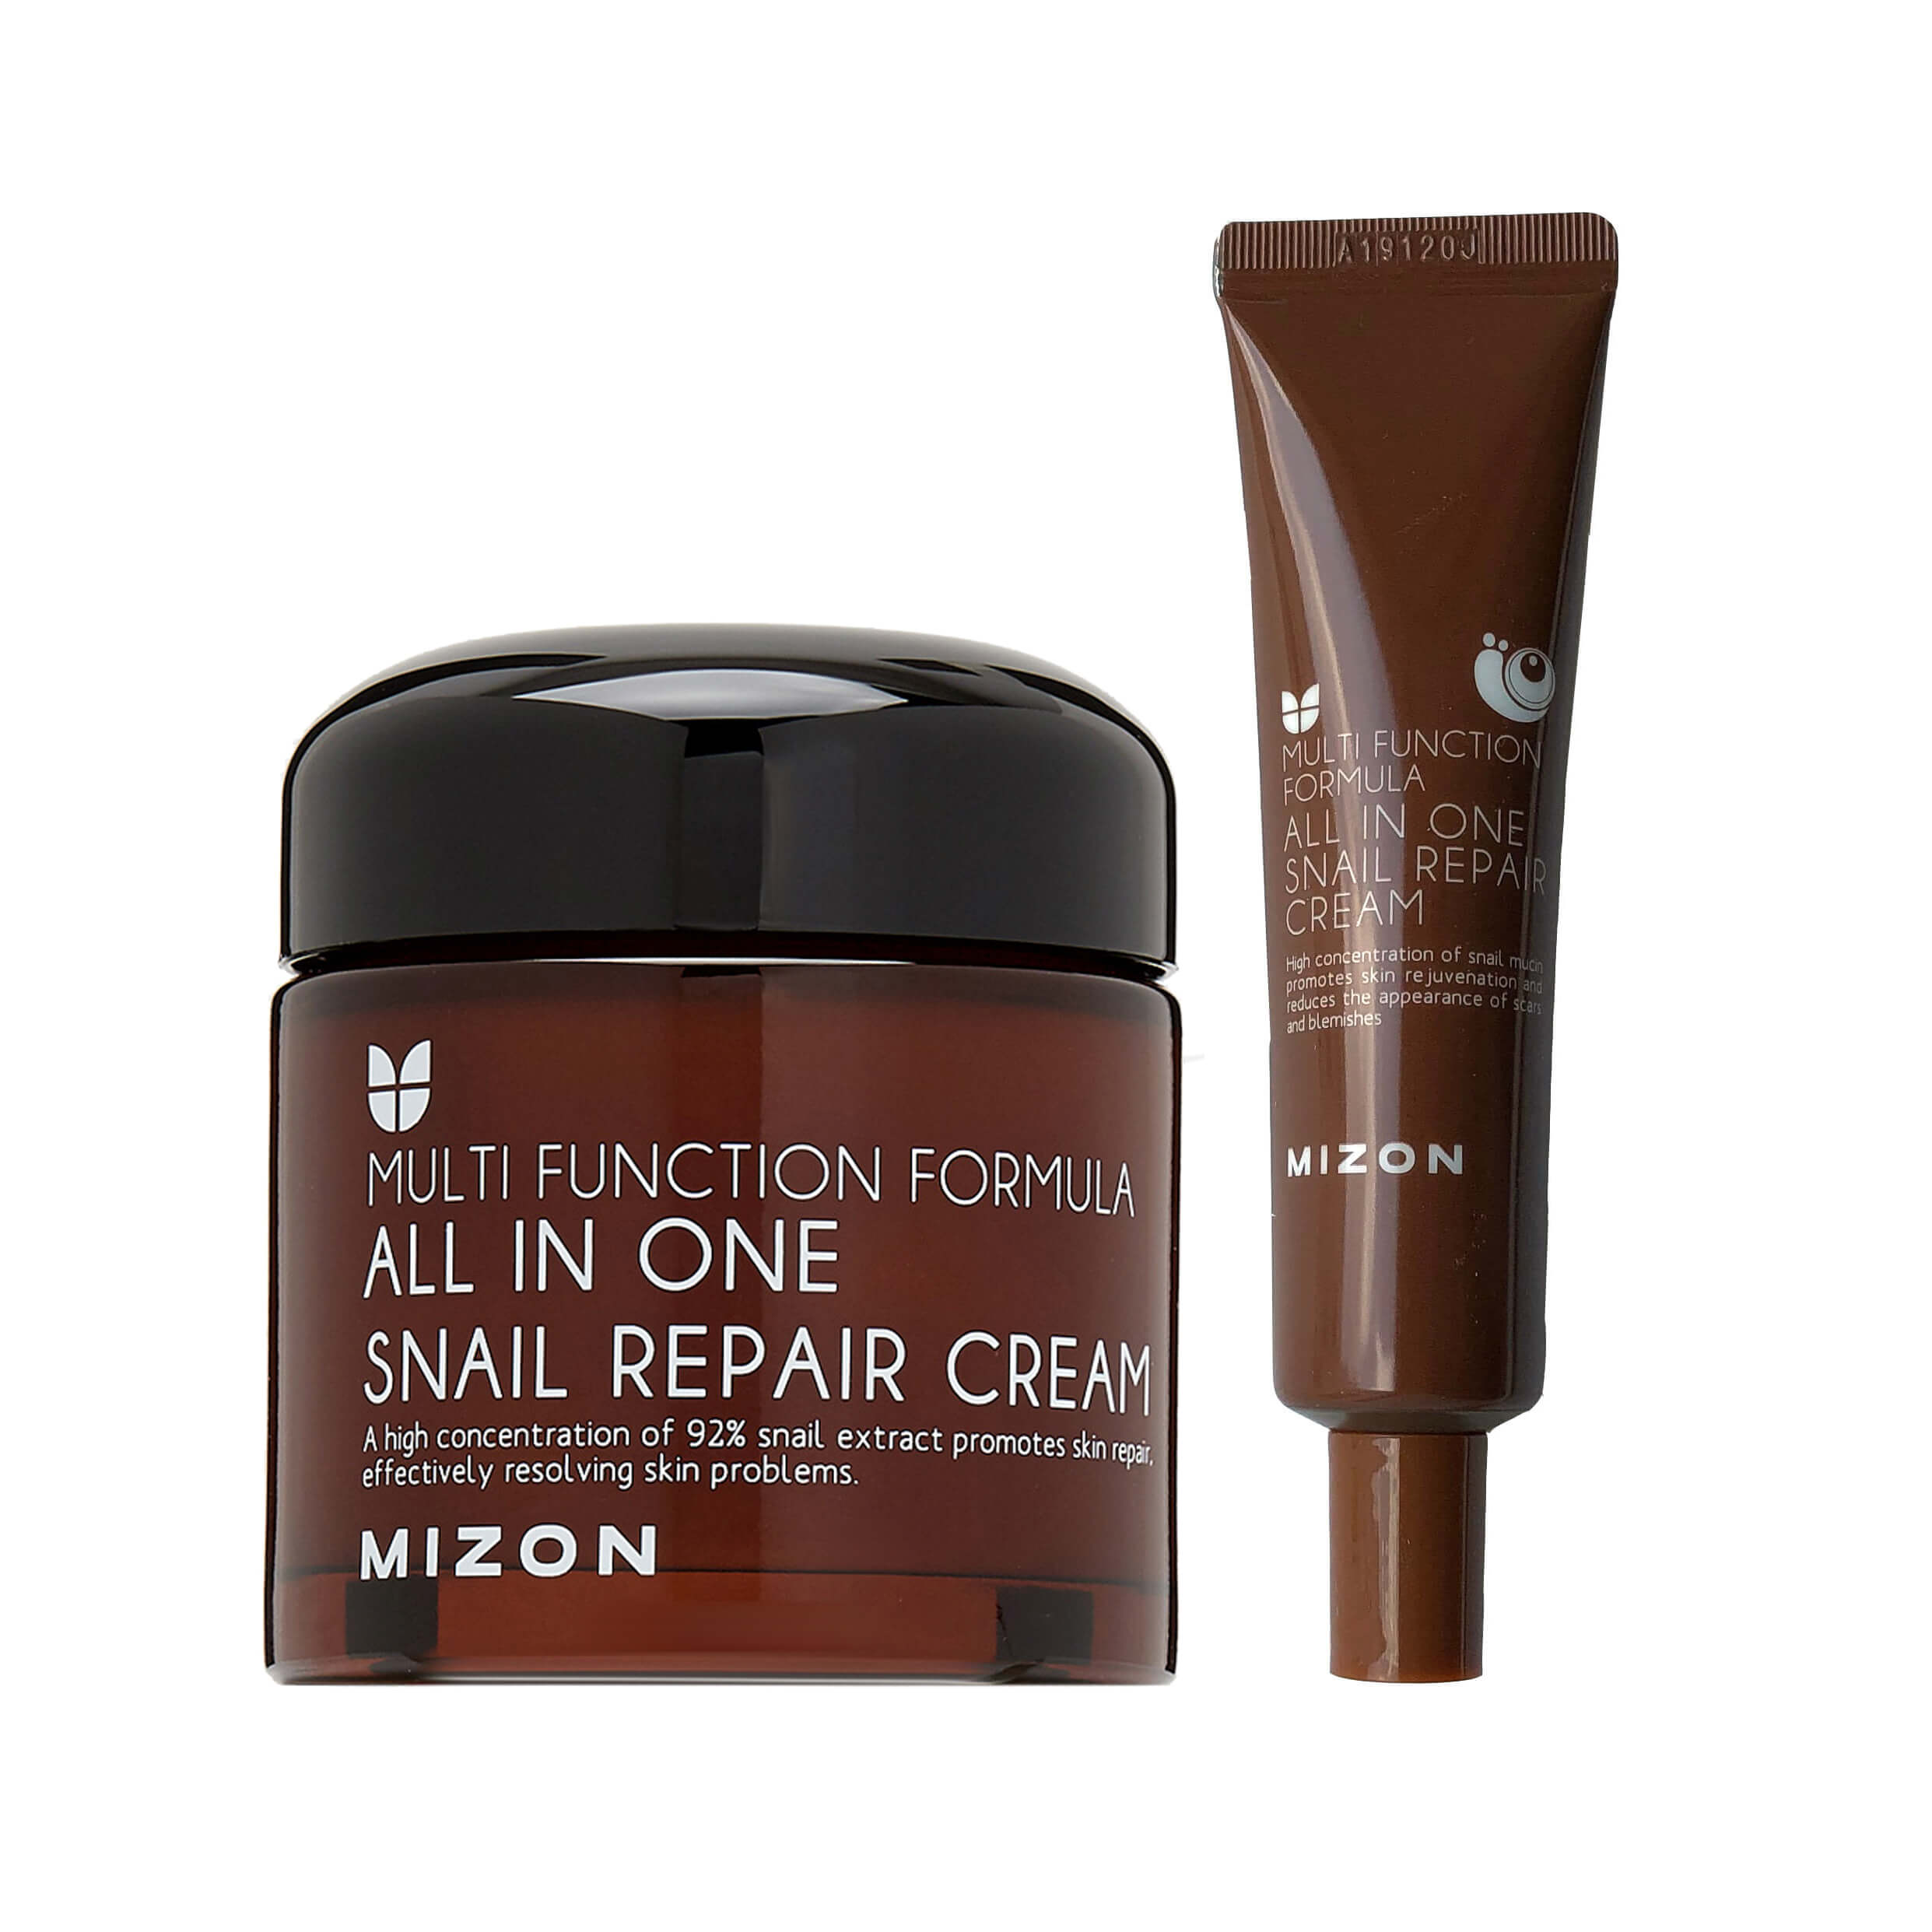 MULTI FUNCTION FORMULA
ALL IN ONE
SNAIL REPAIR CREAM
A high concentration of 92% snail extract promotes skin repair,
effectively resolving skin problems.
MIZON
A19120J
MULTI FUNCTION
FORMULA
ALL IN ONE
SNAIL REPAIR
CREAM
High concentration of snail mucin
promotes skin rejuvenation and
reduces the appearance of scars
and blemishes
MIZON